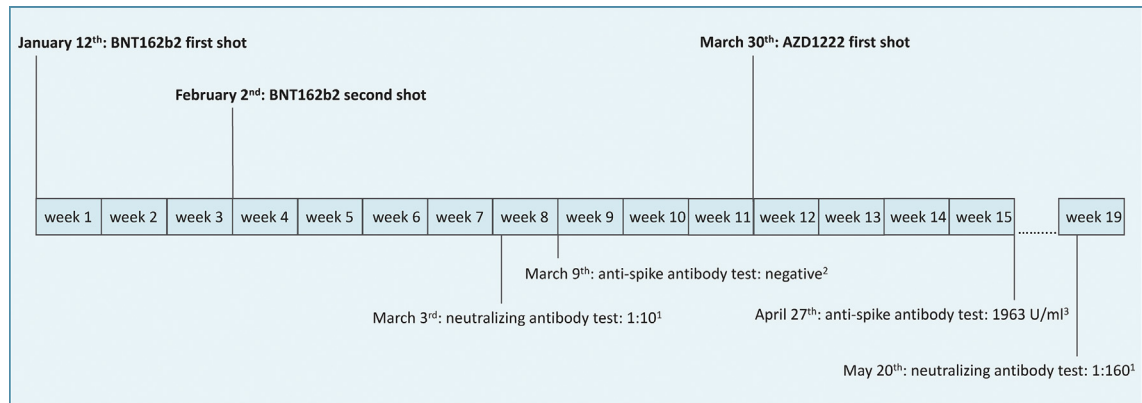 January 12th: BNT162b2 first shot
March 30th: AZD1222 first shot
February 2nd: BNT162b2 second shot
week 1 week 2 week 3 week 4 week 5 week 6 week 7 week 8 week 9 week 10 week 11 week 12 week 13 week 14 week 15 .......... week 19
March 9th: anti-spike antibody test: negative2
March 3rd: neutralizing antibody test: 1:101
April 27th: anti-spike antibody test: 1963 U/ml3
May 20th: neutralizing antibody test: 1:1601